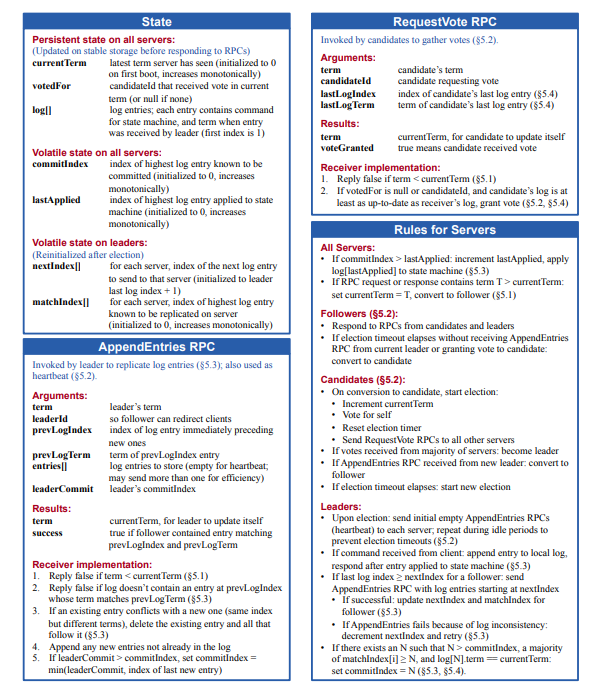 State
Persistent state on all servers:
(Updated on stable storage before responding to RPCs)
currentTerm latest term server has seen (initialized to 0
on first boot, increases monotonically)
votedFor candidateId that received vote in current
term (or null if none)
log[] log entries; each entry contains command
for state machine, and term when entry
was received by leader (first index is 1)
Volatile state on all servers:
commitIndex index of highest log entry known to be
committed (initialized to 0, increases
monotonically)
lastApplied index of highest log entry applied to state
machine (initialized to 0, increases
monotonically)
Volatile state on leaders:
(Reinitialized after election)
nextIndex[] for each server, index of the next log entry
to send to that server (initialized to leader
last log index + 1)
matchIndex[] for each server, index of highest log entry
known to be replicated on server
(initialized to 0, increases monotonically)
AppendEntries RPC
Invoked by leader to replicate log entries (§5.3); also used as
heartbeat (§5.2).
Arguments:
term leader's term
leaderId so follower can redirect clients
prevLogIndex index of log entry immediately preceding
new ones
prevLogTerm term of prevLogIndex entry
entries[] log entries to store (empty for heartbeat;
may send more than one for efficiency)
leaderCommit leader's commitIndex
Results:
term currentTerm, for leader to update itself
success true if follower contained entry matching
prevLogIndex and prevLogTerm
Receiver implementation:
1. Reply false if term < currentTerm (§5.1)
2. Reply false if log doesn't contain an entry at prevLogIndex
whose term matches prevLogTerm (§5.3)
3. If an existing entry conflicts with a new one (same index
but different terms), delete the existing entry and all that
follow it (§5.3)
4. Append any new entries not already in the log
5. If leaderCommit > commitIndex, set commitIndex =
min(leaderCommit, index of last new entry)
RequestVote RPC
Invoked by candidates to gather votes (§5.2).
Arguments:
term candidate's term
candidateId candidate requesting vote
lastLogIndex index of candidate's last log entry (§5.4)
lastLogTerm term of candidate's last log entry (§5.4)
Results:
term currentTerm, for candidate to update itself
voteGranted true means candidate received vote
Receiver implementation:
1. Reply false if term < currentTerm (§5.1)
2. If votedFor is null or candidateId, and candidate's log is at
least as up-to-date as receiver's log, grant vote (§5.2, §5.4)
Rules for Servers
All Servers:
• If commitIndex > lastApplied: increment lastApplied, apply
log[lastApplied] to state machine (§5.3)
• If RPC request or response contains term T > currentTerm:
set currentTerm = T, convert to follower (§5.1)
Followers (§5.2):
• Respond to RPCs from candidates and leaders
• If election timeout elapses without receiving AppendEntries
RPC from current leader or granting vote to candidate:
convert to candidate
Candidates (§5.2):
• On conversion to candidate, start election:
• Increment currentTerm
• Vote for self
• Reset election timer
• Send RequestVote RPCs to all other servers
• If votes received from majority of servers: become leader
• If AppendEntries RPC received from new leader: convert to
follower
• If election timeout elapses: start new election
Leaders:
• Upon election: send initial empty AppendEntries RPCs
(heartbeat) to each server; repeat during idle periods to
prevent election timeouts (§5.2)
• If command received from client: append entry to local log,
respond after entry applied to state machine (§5.3)
• If last log index ≥ nextIndex for a follower: send
AppendEntries RPC with log entries starting at nextIndex
• If successful: update nextIndex and matchIndex for
follower (§5.3)
• If AppendEntries fails because of log inconsistency:
decrement nextIndex and retry (§5.3)
• If there exists an N such that N > commitIndex, a majority
of matchIndex[i] ≥ N, and log[N].term == currentTerm:
set commitIndex = N (§5.3, §5.4).